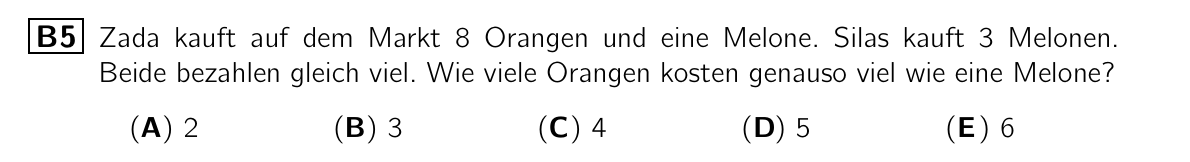 B5 Zada kauft auf dem Markt 8 Orangen und eine Melone. Silas kauft 3 Melonen.
Beide bezahlen gleich viel. Wie viele Orangen kosten genauso viel wie eine Melone?
(A) 2 (B) 3 (C) 4 (D) 5 (E) 6